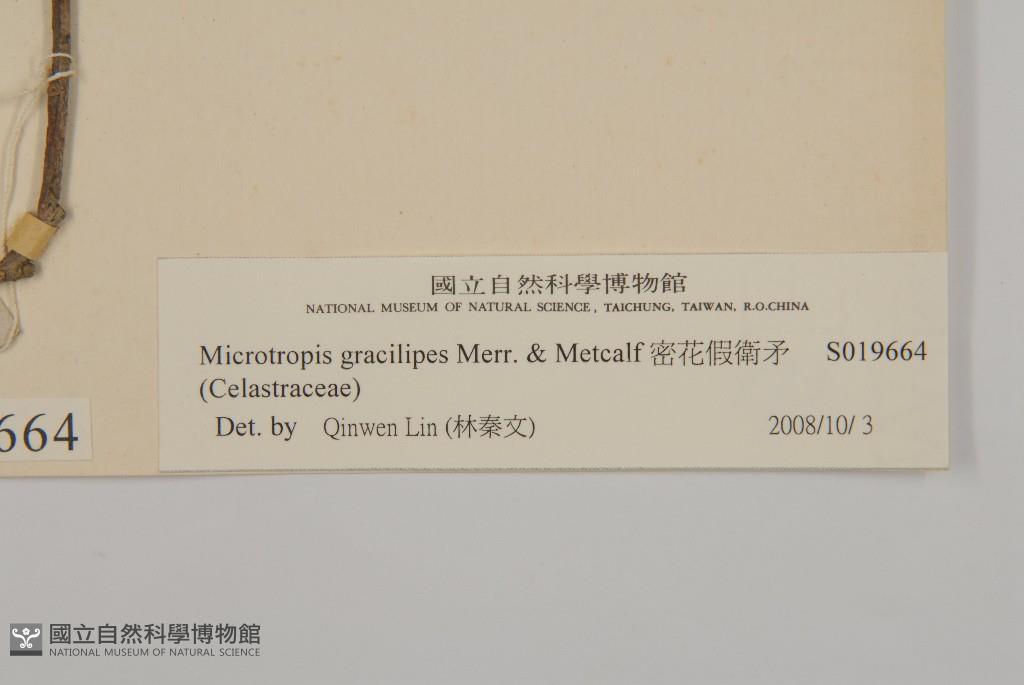 國立自然科學博物館
NATIONAL MUSEUM OF NATURAL SCIENCE, TAICHUNG, TAIWAN, R.O.CHINA
Microtropis gracilipes Merr. & Metcalf 密花假衛矛 S019664
(Celastraceae)
Det. by Qinwen Lin (林秦文) 2008/10/ 3
664
國立自然科學博物館
NATIONAL MUSEUM OF NATURAL SCIENCE